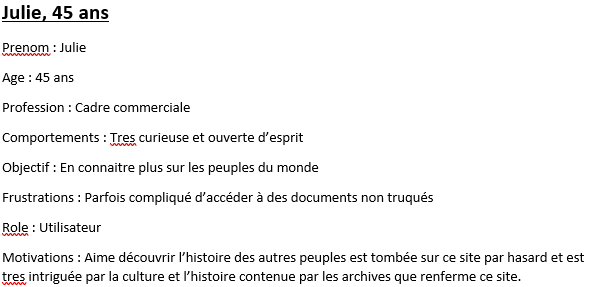 Julie, 45 ans
Prenom : Julie
Age : 45 ans
Profession : Cadre commerciale
Comportements : Tres curieuse et ouverte d’esprit
Objectif : En connaitre plus sur les peuples du monde
Frustrations : Parfois compliqué d’accéder à des documents non truqués
Role : Utilisateur
Motivations : Aime découvrir l’histoire des autres peuples est tombée sur ce site par hasard et est
tres intriguée par la culture et l’histoire contenue par les archives que renferme ce site.